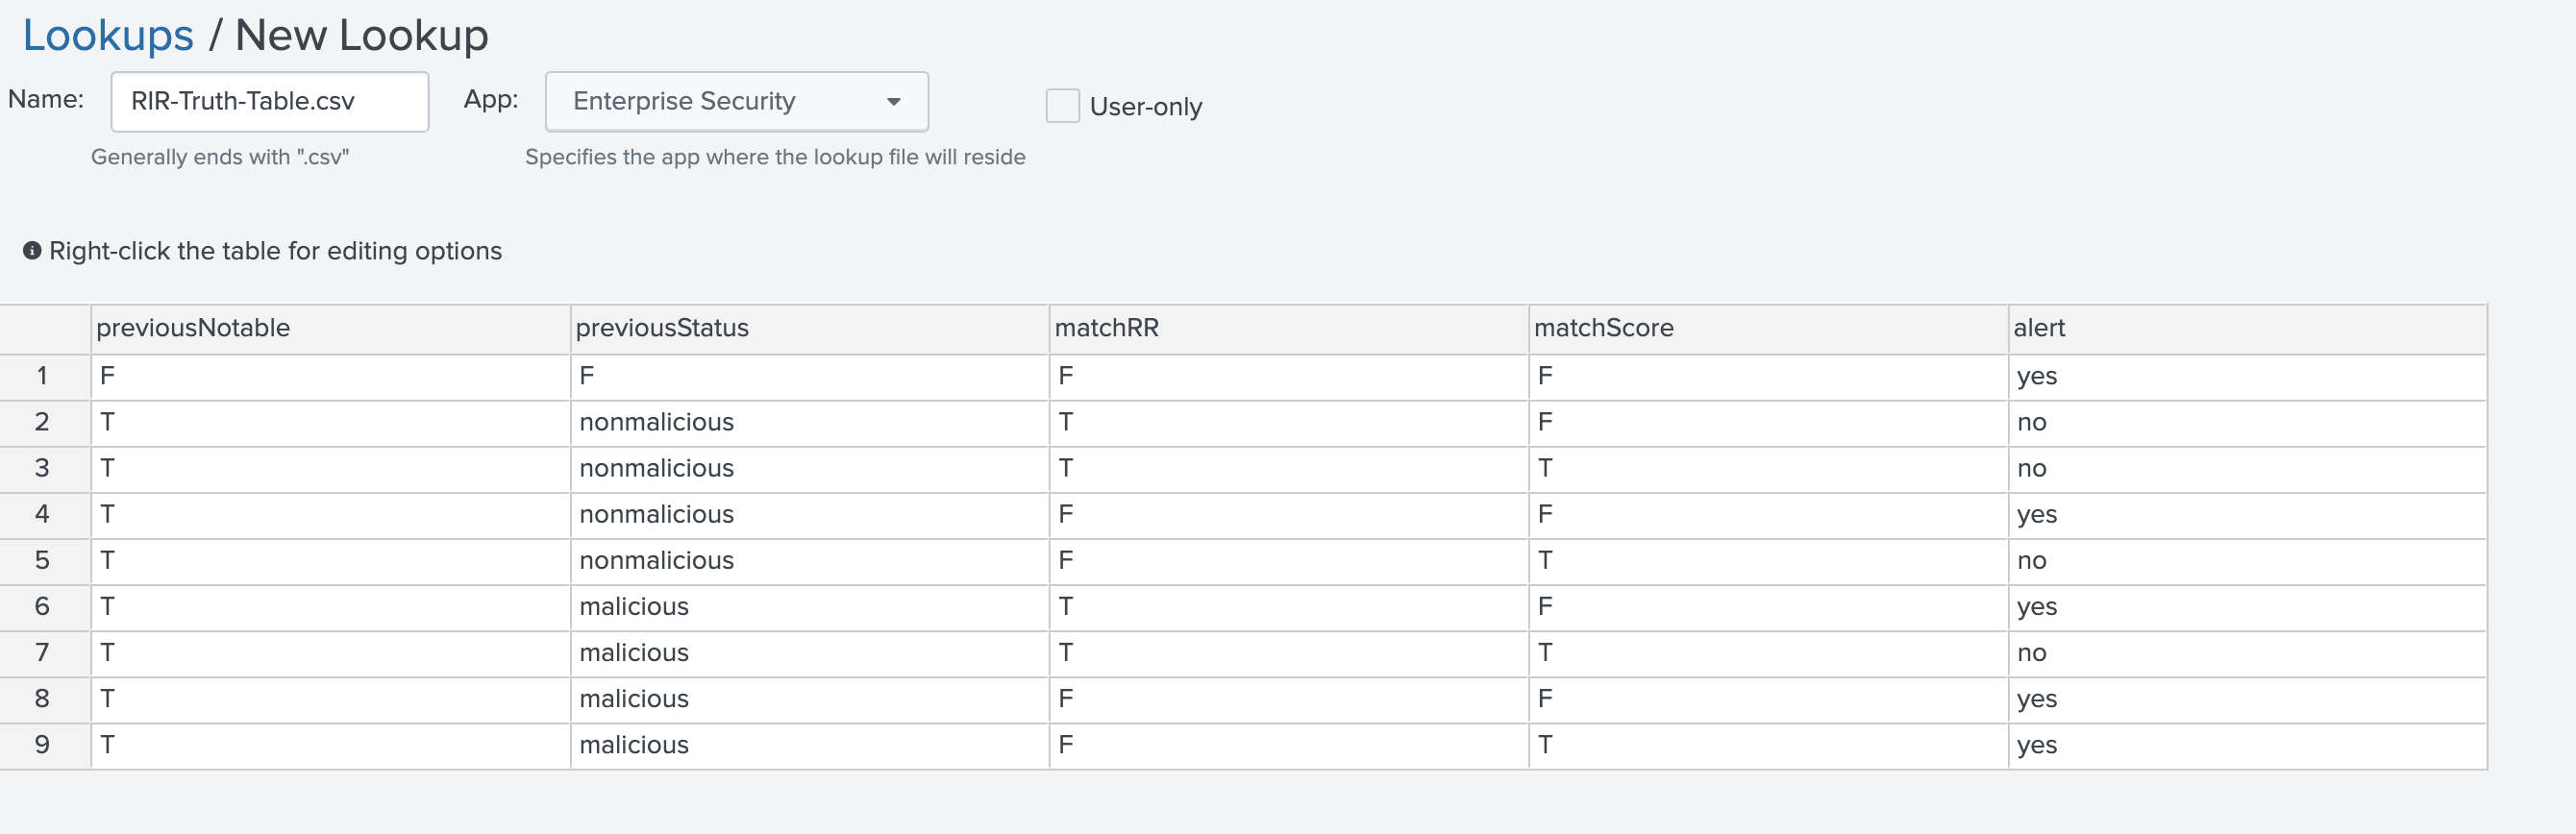 Lookups / New Lookup
Name: RIR-Truth-Table.csv App: Enterprise Security User-only
Generally ends with ".csv" Specifies the app where the lookup file will reside
Right-click the table for editing options
previousNotable previousStatus matchRR matchScore alert
1 F F F F yes
2 T nonmalicious T F no
3 T nonmalicious T T no
4 T nonmalicious F F yes
5 T nonmalicious F T no
6 T malicious T F yes
7 T malicious T T no
8 T malicious F F yes
9 T malicious F T yes